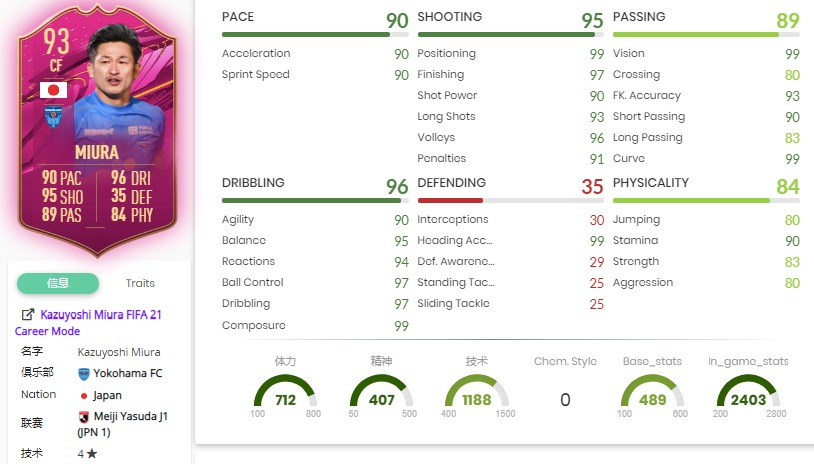 93
CF
MIURA
90 PAC 96 DRI
95 SHO 35 DEF
89 PAS 84 PHY
信息 Traits
Kazuyoshi Miura FIFA 21
Career Mode
名字 Kazuyoshi Miura
俱乐部 Yokohama FC
Nation Japan
联赛 Meiji Yasuda J1
(JPN 1)
技术 4★
PACE 90
Acceleration 90
Sprint Speed 90
SHOOTING 95
Positioning 99
Finishing 97
Shot Power 90
Long Shots 93
Volleys 96
Penalties 91
PASSING 89
Vision 99
Crossing 80
FK. Accuracy 93
Short Passing 90
Long Passing 83
Curve 99
DRIBBLING 96
Agility 90
Balance 95
Reactions 94
Ball Control 97
Dribbling 97
Composure 99
DEFENDING 35
Interceptions 30
Heading Acc... 99
Def. Awarene... 29
Standing Tac... 25
Sliding Tackle 25
PHYSICALITY 84
Jumping 80
Stamina 90
Strength 83
Aggression 80
体力
712
100 800
精神
407
50 500
技术
1188
400 1500
Chem. Style
0
Base_stats
489
100 600
In_game_stats
2403
200 2800